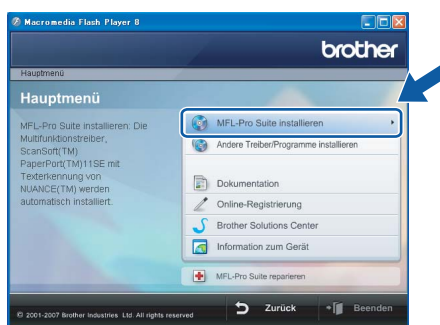 Macromedia Flash Player 8
brother
Hauptmenü
Hauptmenü
MFL-Pro Suite installieren: Die
Multifunktionstreiber,
ScanSoft(TM)
PaperPort(TM)11SE mit
Texterkennung von
NUANCE(TM) werden
automatisch installiert.
MFL-Pro Suite installieren
Andere Treiber/Programme installieren
Dokumentation
Online-Registrierung
Brother Solutions Center
Information zum Gerät
MFL-Pro Suite reparieren
© 2001-2007 Brother Industries Ltd. All rights reserved
Zurück
Beenden